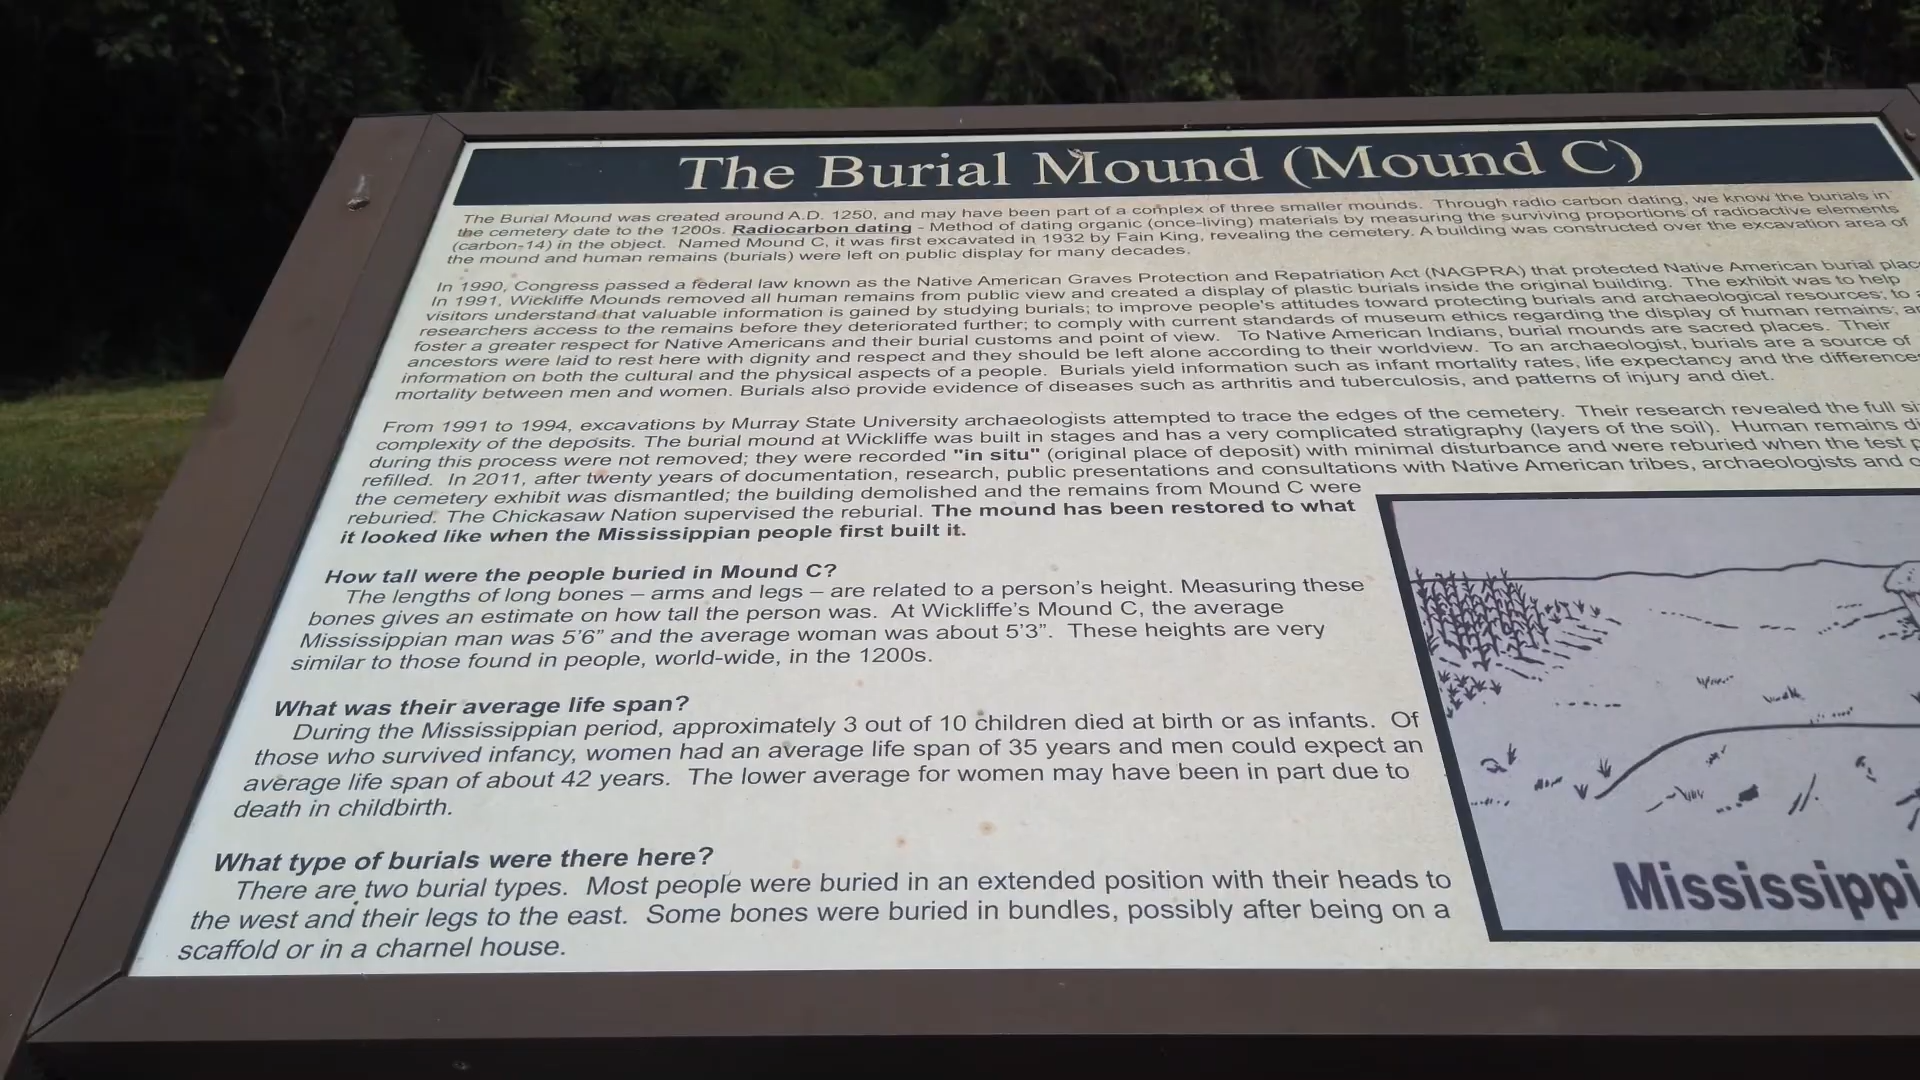 The Burial Mound (Mound C)
The Burial Mound was created around A.D. 1250, and may have been part of a complex of three smaller mounds. Through radio carbon dating, we know the burials in
the cemetery date to the 1200s. Radiocarbon dating - Method of dating organic (once-living) materials by measuring the surviving proportions of radioactive elements
(carbon-14) in the object. Named Mound C, it was first excavated in 1932 by Fain King, revealing the cemetery. A building was constructed over the excavation area of
the mound and human remains (burials) were left on public display for many decades.
In 1990, Congress passed a federal law known as the Native American Graves Protection and Repatriation Act (NAGPRA) that protected Native American burial
In 1991, Wickliffe Mounds removed all human remains from public view and created a display of plastic burials inside the original building. The exhibit was to help
visitors understand that valuable information is gained by studying burials; to improve people's attitudes toward protecting burials and archaeological resources; to
researchers access to the remains before they deteriorated further; to comply with current standards of museum ethics regarding the display of human remains;
foster a greater respect for Native Americans and their burial customs and point of view. To Native American Indians, burial mounds are sacred places. Their
ancestors were laid to rest here with dignity and respect and they should be left alone according to their worldview. To an archaeologist, burials are a source of
information on both the cultural and the physical aspects of a people. Burials yield information such as infant mortality rates, life expectancy and the
mortality between men and women. Burials also provide evidence of diseases such as arthritis and tuberculosis, and patterns of injury and diet.
From 1991 to 1994, excavations by Murray State University archaeologists attempted to trace the edges of the cemetery. Their research revealed the full
complexity of the deposits. The burial mound at Wickliffe was built in stages and has a very complicated stratigraphy (layers of the soil). Human remains
during this process were not removed; they were recorded "in situ" (original place of deposit) with minimal disturbance and were reburied when the test
refilled. In 2011, after twenty years of documentation, research, public presentations and consultations with Native American tribes, archaeologists and
the cemetery exhibit was dismantled; the building demolished and the remains from Mound C were
reburied. The Chickasaw Nation supervised the reburial. The mound has been restored to what
it looked like when the Mississippian people first built it.
How tall were the people buried in Mound C?
The lengths of long bones – arms and legs – are related to a person's height. Measuring these
bones gives an estimate on how tall the person was. At Wickliffe's Mound C, the average
Mississippian man was 5'6" and the average woman was about 5'3". These heights are very
similar to those found in people, world-wide, in the 1200s.
What was their average life span?
During the Mississippian period, approximately 3 out of 10 children died at birth or as infants. Of
those who survived infancy, women had an average life span of 35 years and men could expect an
average life span of about 42 years. The lower average for women may have been in part due to
death in childbirth.
What type of burials were there here?
There are two burial types. Most people were buried in an extended position with their heads to
the west and their legs to the east. Some bones were buried in bundles, possibly after being on a
scaffold or in a charnel house.
Mississippi